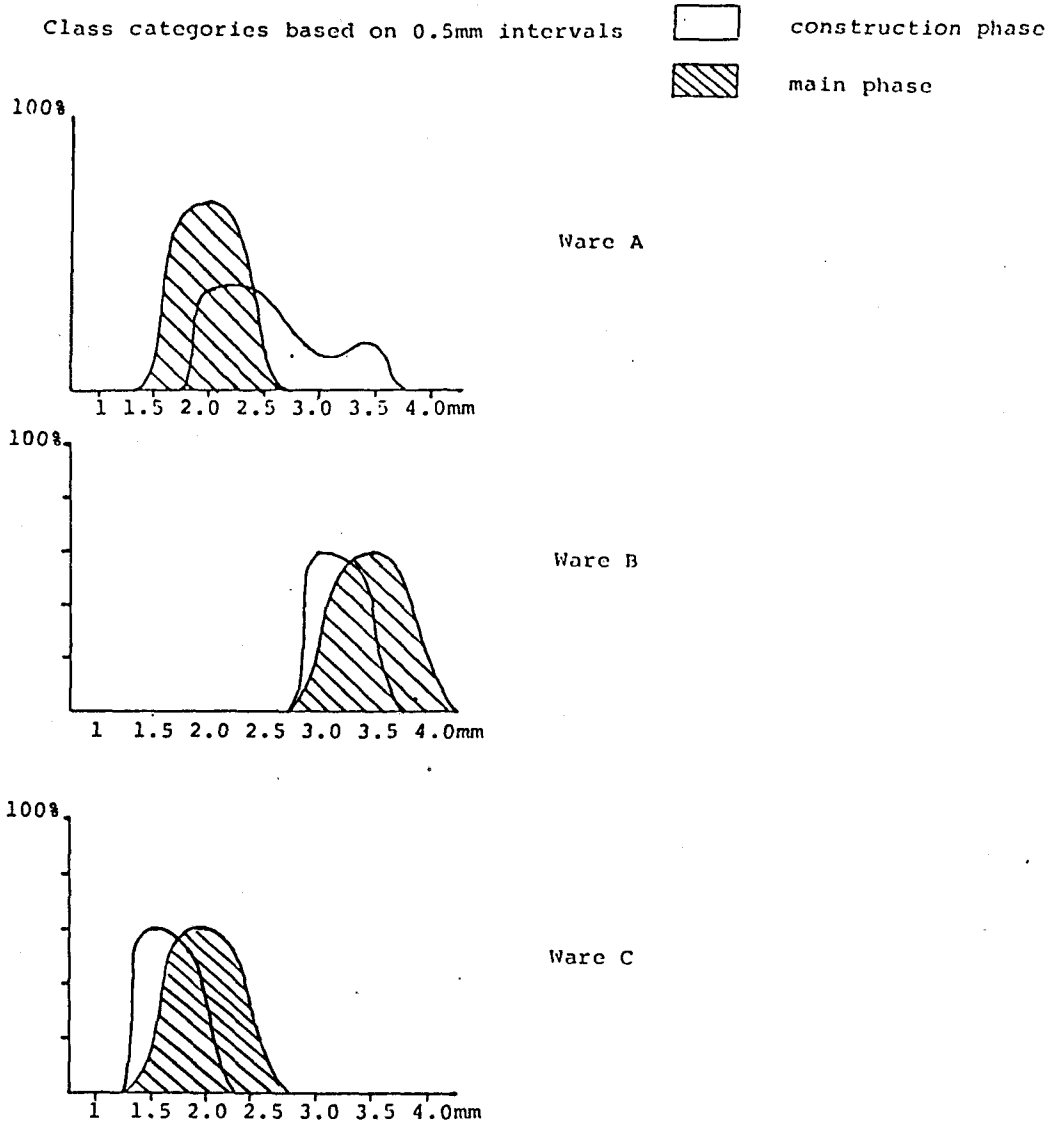 Class categories based on 0.5mm intervals
construction phase
main phase
100%
Ware A
1 1.5 2.0 2.5 3.0 3.5 4.0mm
100%
Ware B
1 1.5 2.0 2.5 3.0 3.5 4.0mm
100%
Ware C
1 1.5 2.0 2.5 3.0 3.5 4.0mm